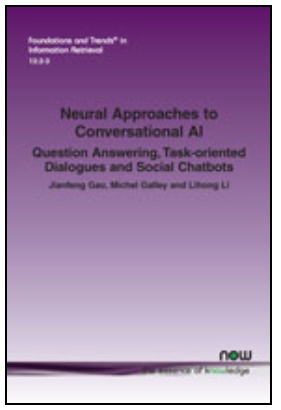 Foundations and Trends® in
Information Retrieval
13:2-3
Neural Approaches to
Conversational AI
Question Answering, Task-oriented
Dialogues and Social Chatbots
Jianfeng Gao, Michel Galley and Lihong Li
now
the essence of knowledge